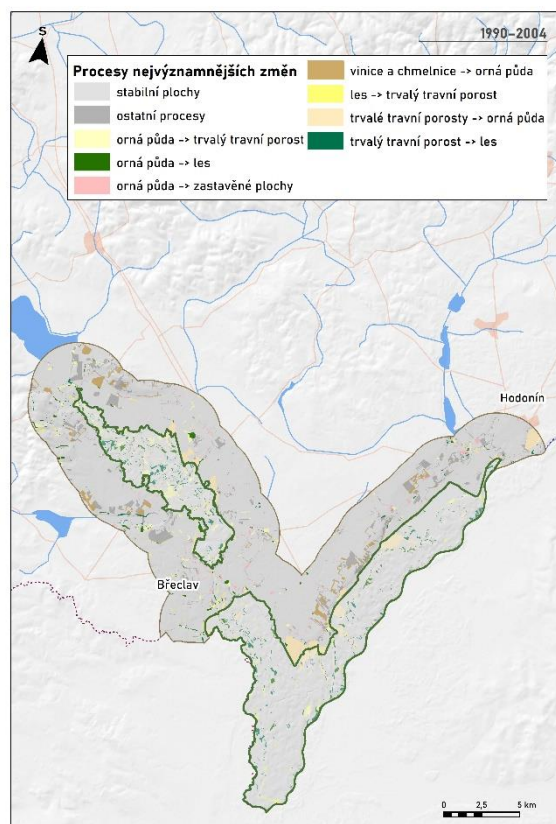 1990–2004
S
Procesy nejvýznamnějších změn
stabilní plochy
ostatní procesy
orná půda -> trvalý travní porost
orná půda -> les
orná půda -> zastavěné plochy
vinice a chmelnice -> orná půda
les -> trvalý travní porost
trvalé travní porosty -> orná půda
trvalý travní porost -> les
Hodonín
Břeclav
0 2,5 5 km